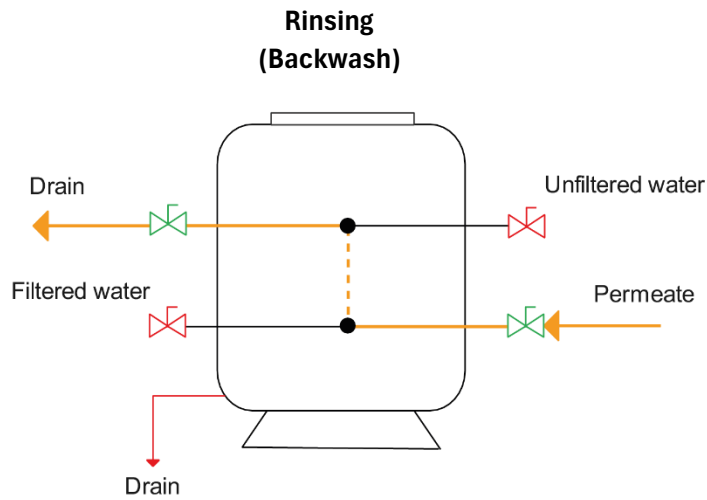 Rinsing
(Backwash)
Drain
Unfiltered water
Filtered water
Permeate
Drain